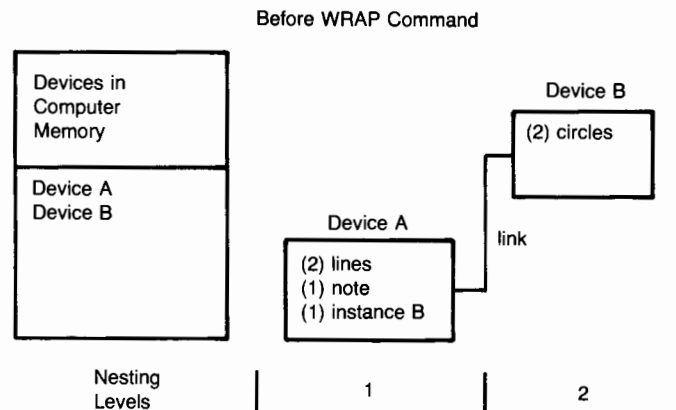 Before WRAP Command
Devices in
Computer
Memory
Device A
Device B
Device A
(2) lines
(1) note
(1) instance B
link
Device B
(2) circles
Nesting
Levels
1
2